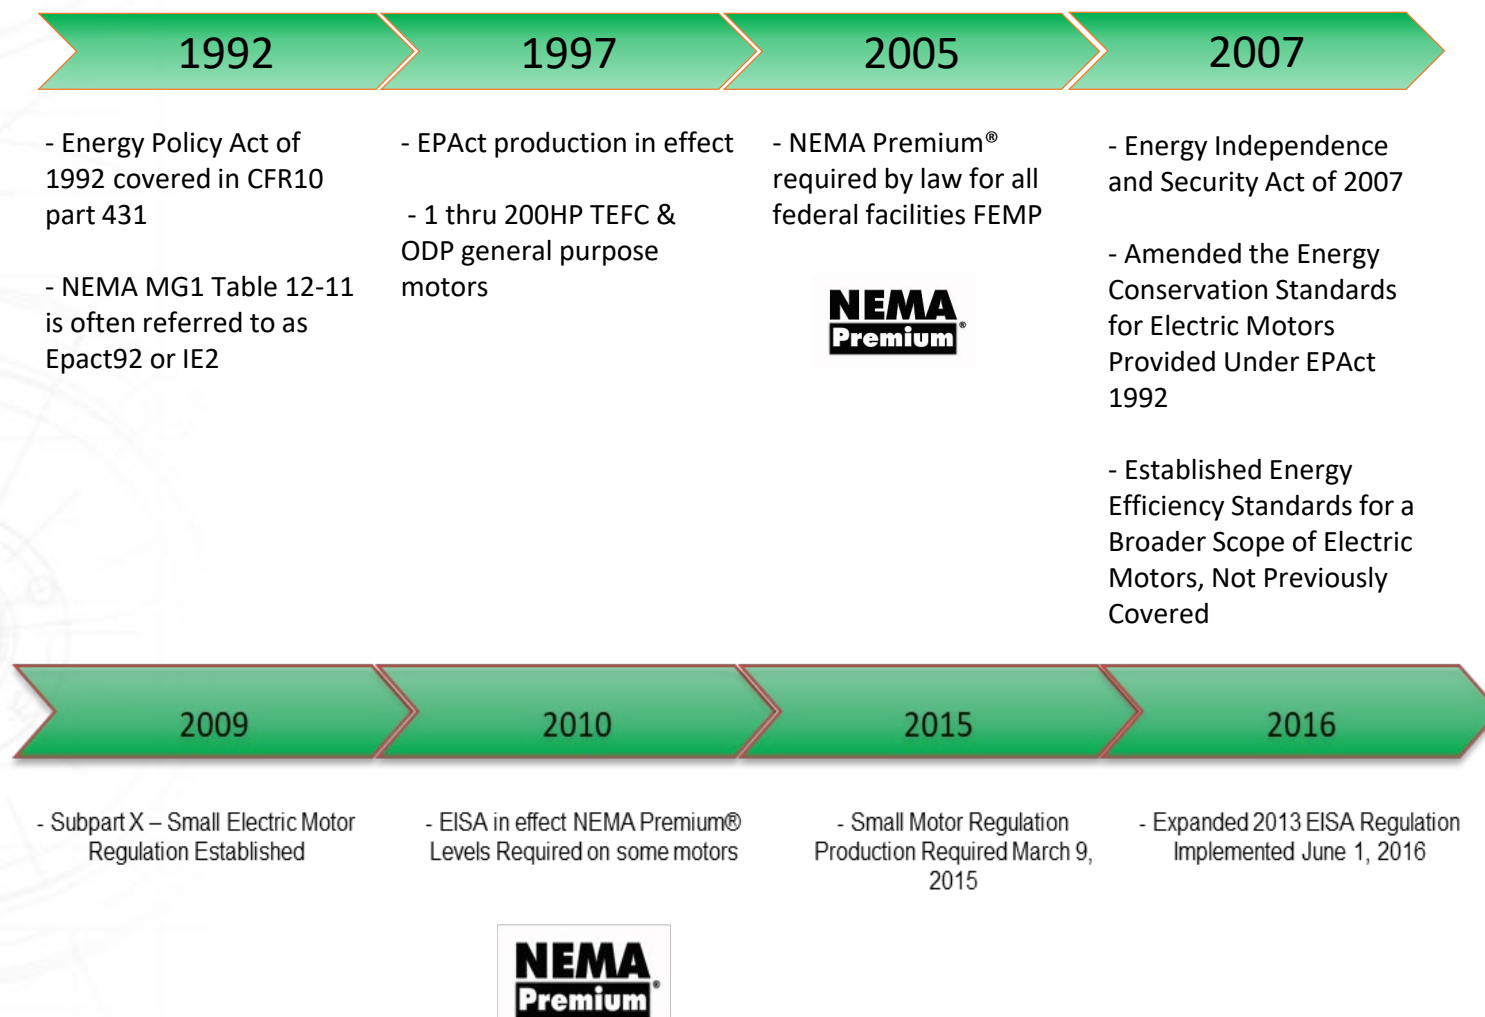 1992
1997
2005
2007
- Energy Policy Act of
1992 covered in CFR10
part 431
- NEMA MG1 Table 12-11
is often referred to as
Epact92 or IE2
- EPAct production in effect
- 1 thru 200HP TEFC &
ODP general purpose
motors
- NEMA Premium®
required by law for all
federal facilities FEMP
NEMA
Premium®
- Energy Independence
and Security Act of 2007
- Amended the Energy
Conservation Standards
for Electric Motors
Provided Under EPAct
1992
- Established Energy
Efficiency Standards for a
Broader Scope of Electric
Motors, Not Previously
Covered
2009
2010
2015
2016
- Subpart X – Small Electric Motor
Regulation Established
- EISA in effect NEMA Premium®
Levels Required on some motors
NEMA
Premium®
- Small Motor Regulation
Production Required March 9,
2015
- Expanded 2013 EISA Regulation
Implemented June 1, 2016